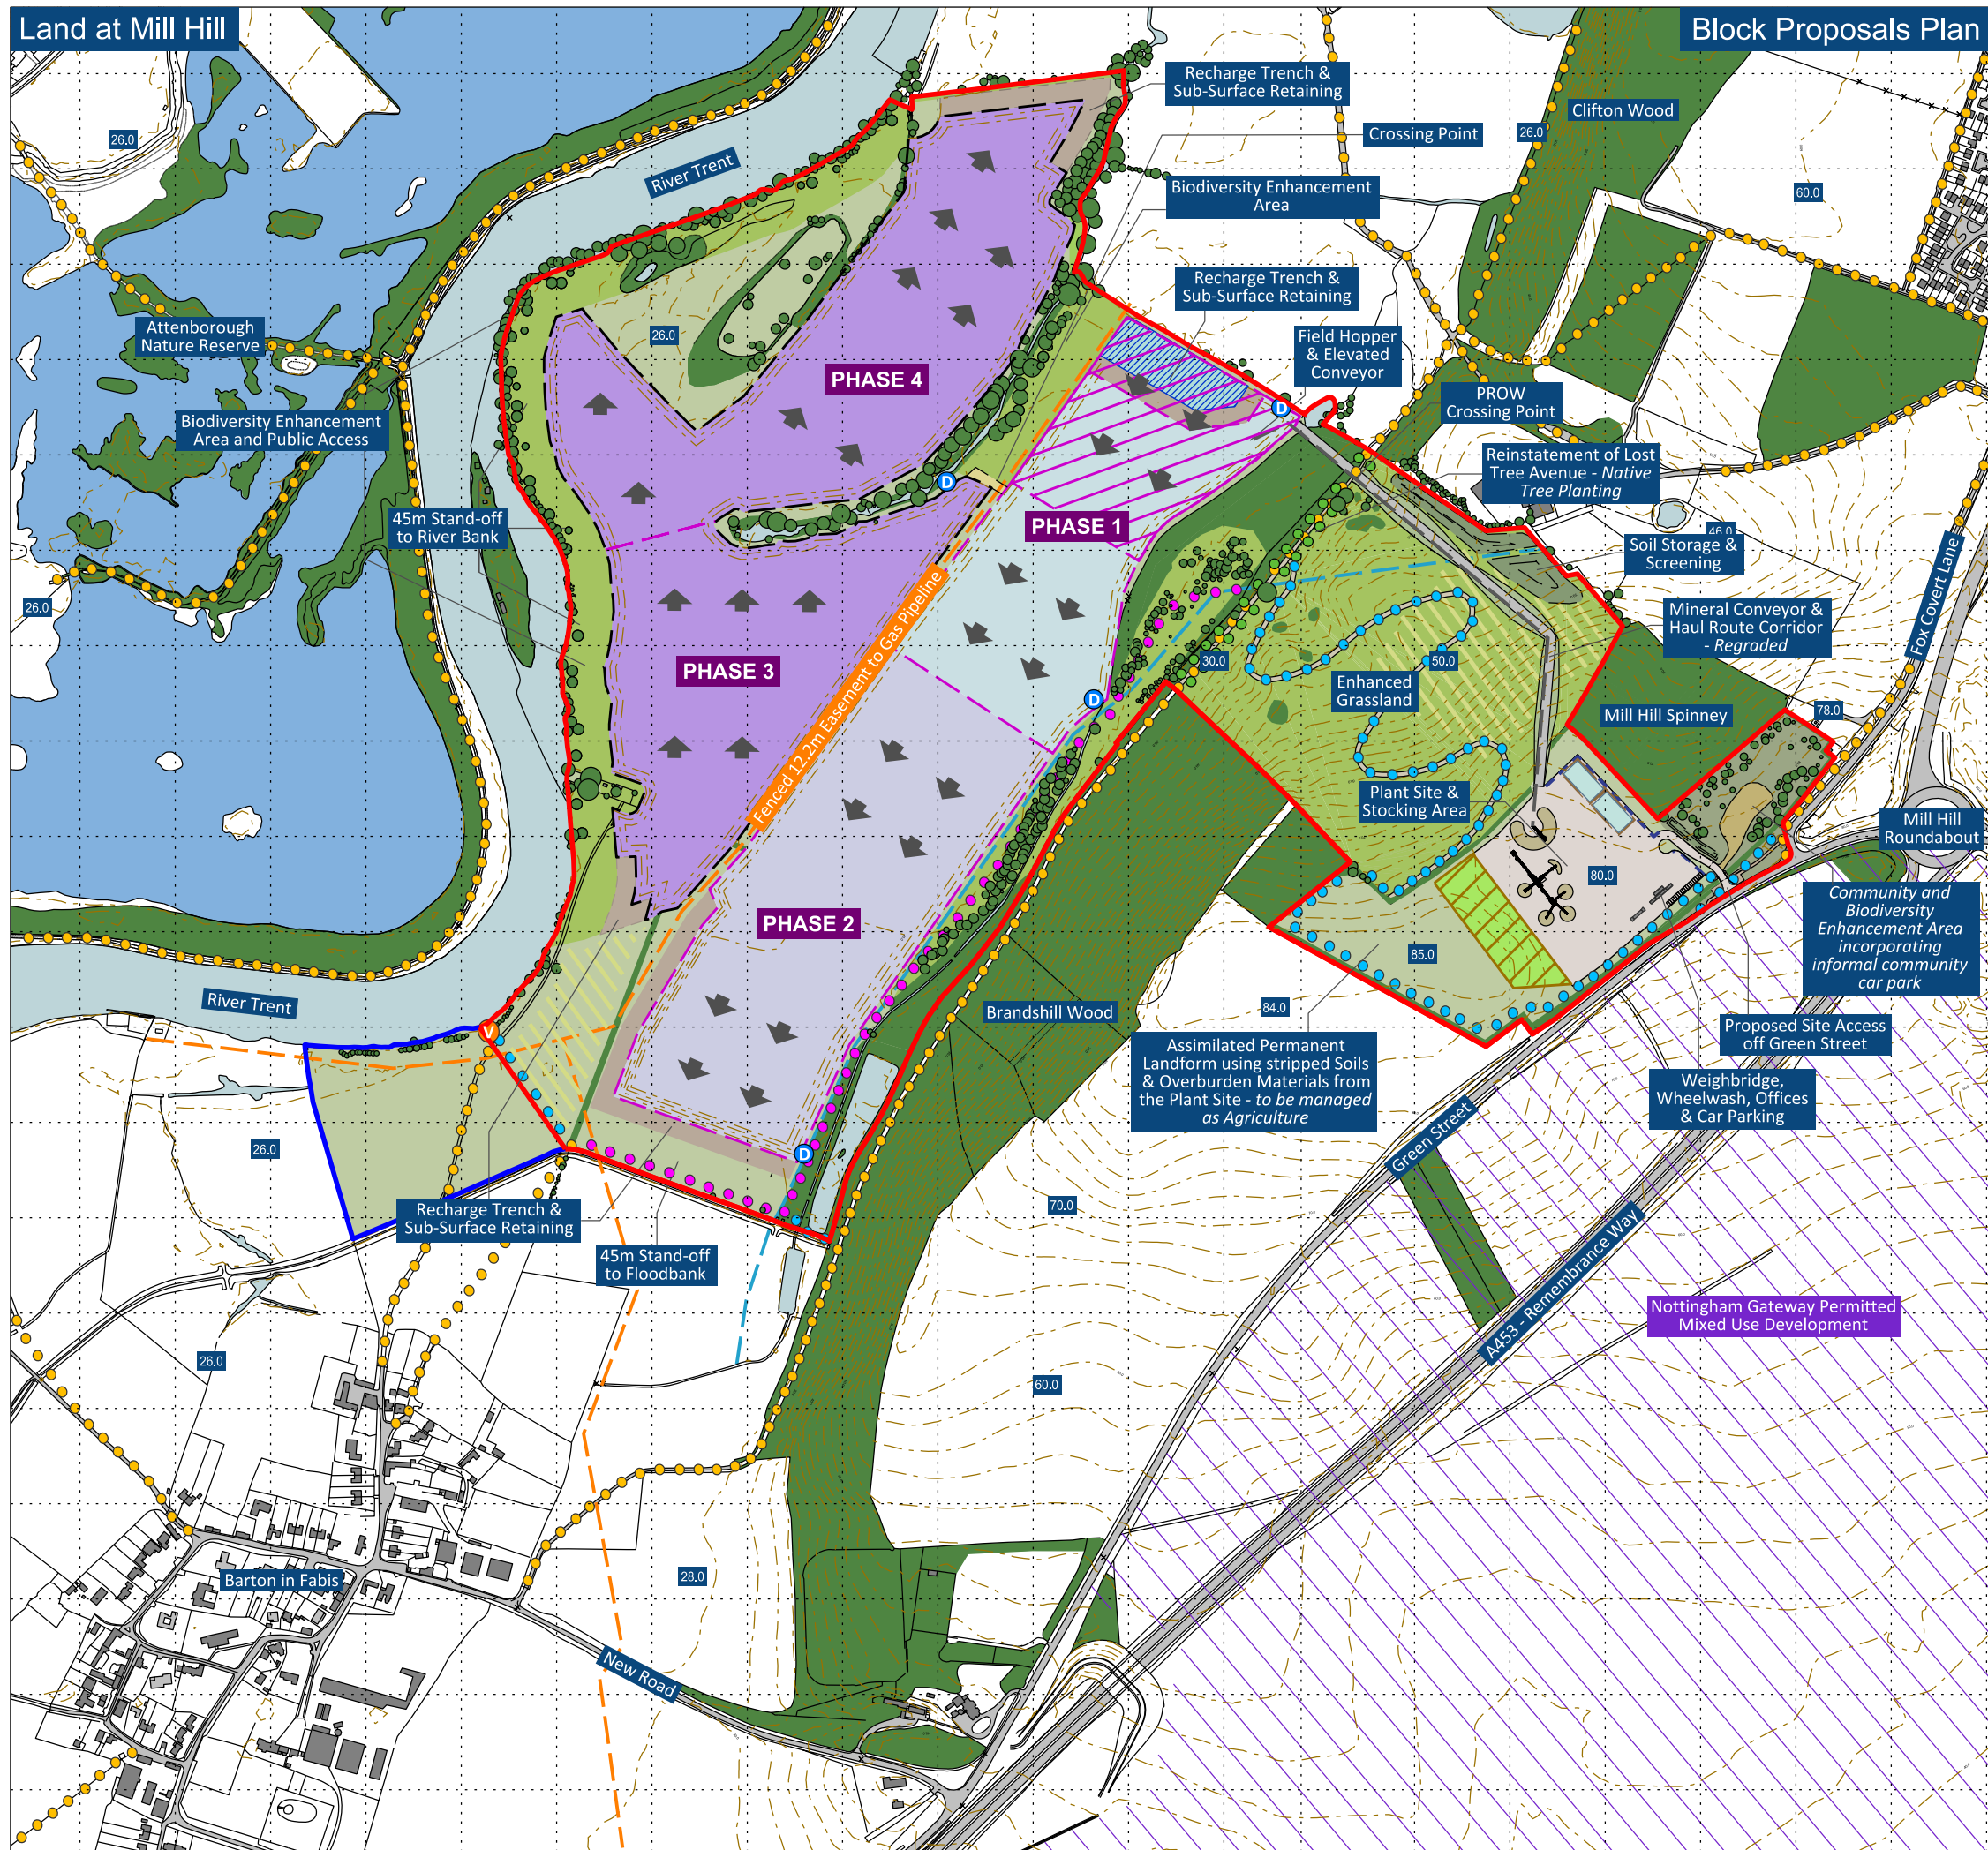 Land at Mill Hill
Block Proposals Plan
Recharge Trench &
Sub-Surface Retaining
Clifton Wood
26.0
26.0
Crossing Point
River Trent
Biodiversity Enhancement
Area
60.0
Recharge Trench &
Sub-Surface Retaining
Attenborough
Nature Reserve
26.0
Field Hopper
& Elevated
Conveyor
PHASE 4
PROW
Crossing Point
D
Biodiversity Enhancement
Area and Public Access
Reinstatement of Lost
Tree Avenue - Native
Tree Planting
D
45m Stand-off
to River Bank
PHASE 1
46.0
Soil Storage &
Screening
Fox Covert Lane
26.0
Mineral Conveyor &
Haul Route Corridor
- Regraded
Fenced 12.2m Easement to Gas Pipeline
PHASE 3
30.0
50.0
Enhanced
Grassland
D
Mill Hill Spinney
78.0
Plant Site &
Stocking Area
Mill Hill
Roundabout
80.0
PHASE 2
Community and
Biodiversity
Enhancement Area
incorporating
informal community
car park
85.0
River Trent
84.0
Brandshill Wood
V
Proposed Site Access
off Green Street
Assimilated Permanent
Landform using stripped Soils
& Overburden Materials from
the Plant Site - to be managed
as Agriculture
Weighbridge,
Wheelwash, Offices
& Car Parking
26.0
D
Green Street
70.0
Recharge Trench &
Sub-Surface Retaining
45m Stand-off
to Floodbank
A453 - Remembrance Way
Nottingham Gateway Permitted
Mixed Use Development
26.0
60.0
Barton in Fabis
28.0
New Road